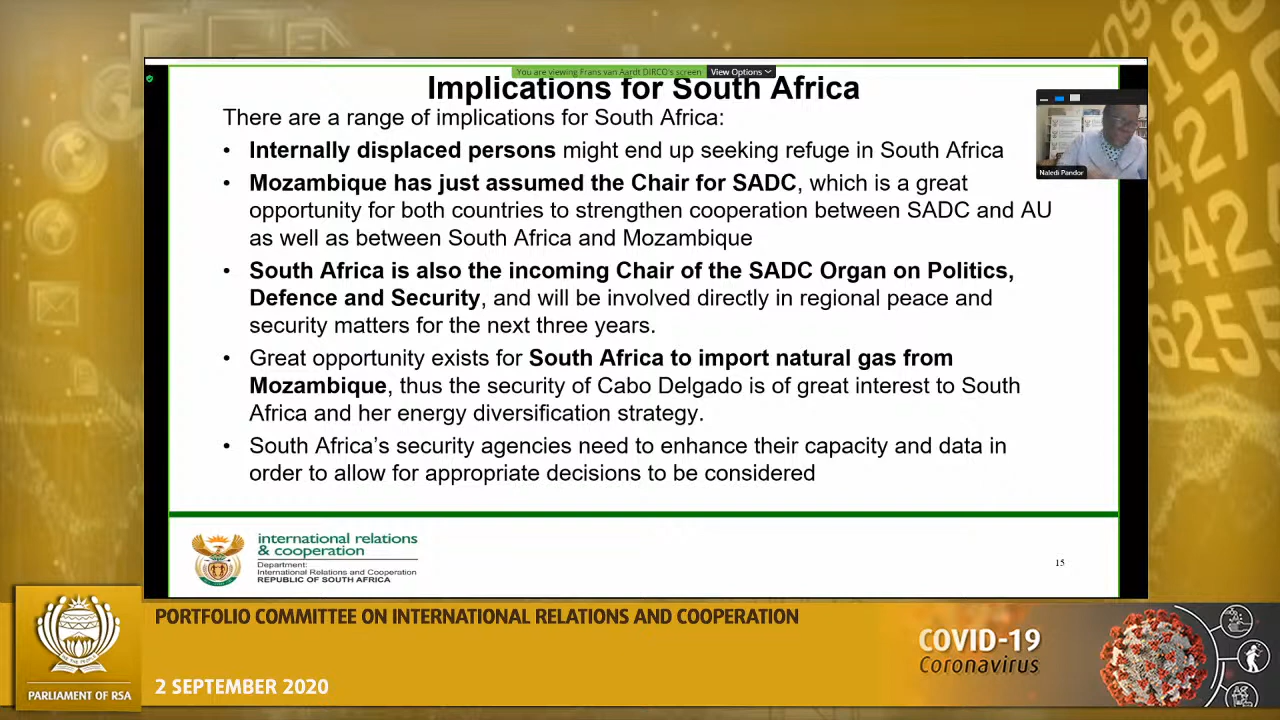 You are viewing Frans van Aardt DIRCO's screen
View Options
Implications for South Africa
There are a range of implications for South Africa:
• Internally displaced persons might end up seeking refuge in South Africa
• Mozambique has just assumed the Chair for SADC, which is a great
opportunity for both countries to strengthen cooperation between SADC and AU
as well as between South Africa and Mozambique
• South Africa is also the incoming Chair of the SADC Organ on Politics,
Defence and Security, and will be involved directly in regional peace and
security matters for the next three years.
• Great opportunity exists for South Africa to import natural gas from
Mozambique, thus the security of Cabo Delgado is of great interest to South
Africa and her energy diversification strategy.
• South Africa's security agencies need to enhance their capacity and data in
order to allow for appropriate decisions to be considered
Naledi Pandor
international relations
& cooperation
Department:
International Relations and Cooperation
REPUBLIC OF SOUTH AFRICA
15
PORTFOLIO COMMITTEE ON INTERNATIONAL RELATIONS AND COOPERATION
2 SEPTEMBER 2020
PARLIAMENT OF RSA
COVID-19
Coronavirus